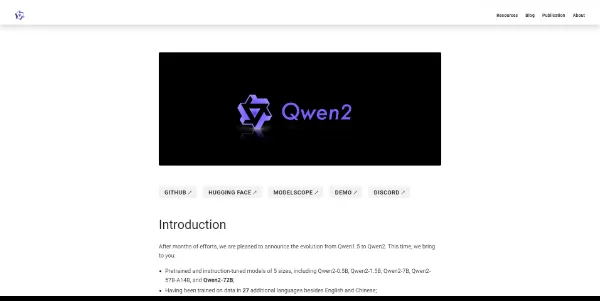 Resources Blog Publication About
Qwen2
GITHUB ↗ HUGGING FACE ↗ MODELSCOPE ↗ DEMO ↗ DISCORD ↗
Introduction
After months of efforts, we are pleased to announce the evolution from Qwen1.5 to Qwen2. This time, we bring
to you:
• Pretrained and instruction-tuned models of 5 sizes, including Qwen2-0.5B, Qwen2-1.5B, Qwen2-7B, Qwen2-
57B-A14B, and Qwen2-72B;
• Having been trained on data in 27 additional languages besides English and Chinese;